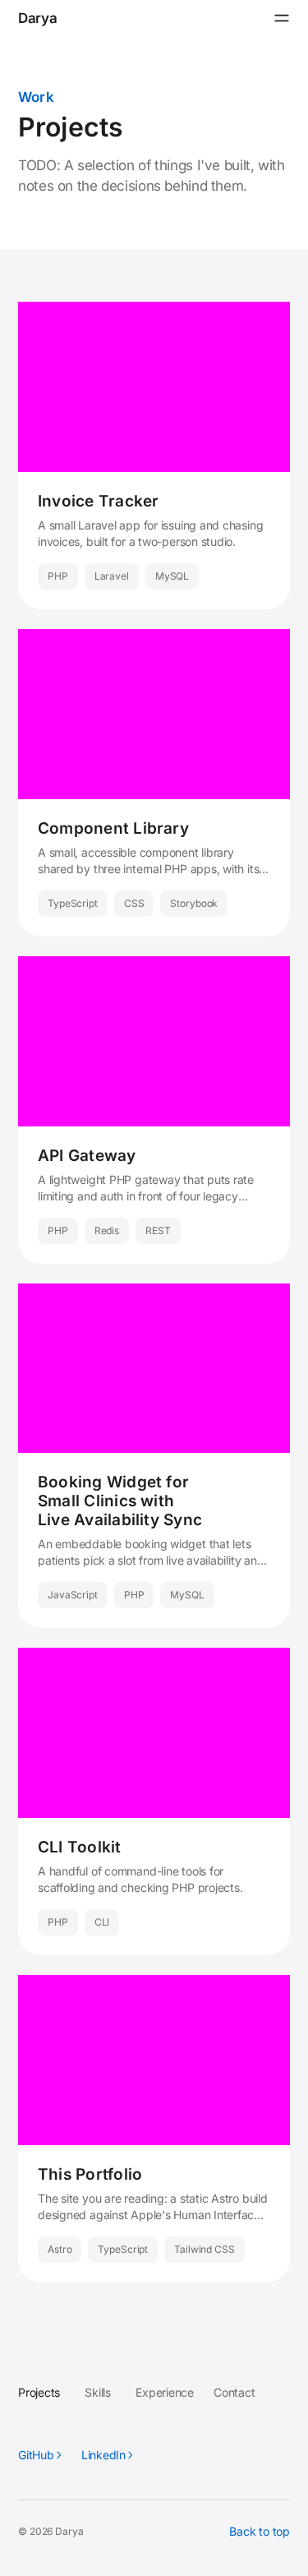 Darya
Work
Projects
TODO: A selection of things I've built, with
notes on the decisions behind them.
Invoice Tracker
A small Laravel app for issuing and chasing
invoices, built for a two-person studio.
PHP Laravel MySQL
Component Library
A small, accessible component library
shared by three internal PHP apps, with its…
TypeScript CSS Storybook
API Gateway
A lightweight PHP gateway that puts rate
limiting and auth in front of four legacy…
PHP Redis REST
Booking Widget for
Small Clinics with
Live Availability Sync
An embeddable booking widget that lets
patients pick a slot from live availability an…
JavaScript PHP MySQL
CLI Toolkit
A handful of command-line tools for
scaffolding and checking PHP projects.
PHP CLI
This Portfolio
The site you are reading: a static Astro build
designed against Apple's Human Interfac…
Astro TypeScript Tailwind CSS
Projects Skills Experience Contact
GitHub LinkedIn
© 2026 Darya Back to top